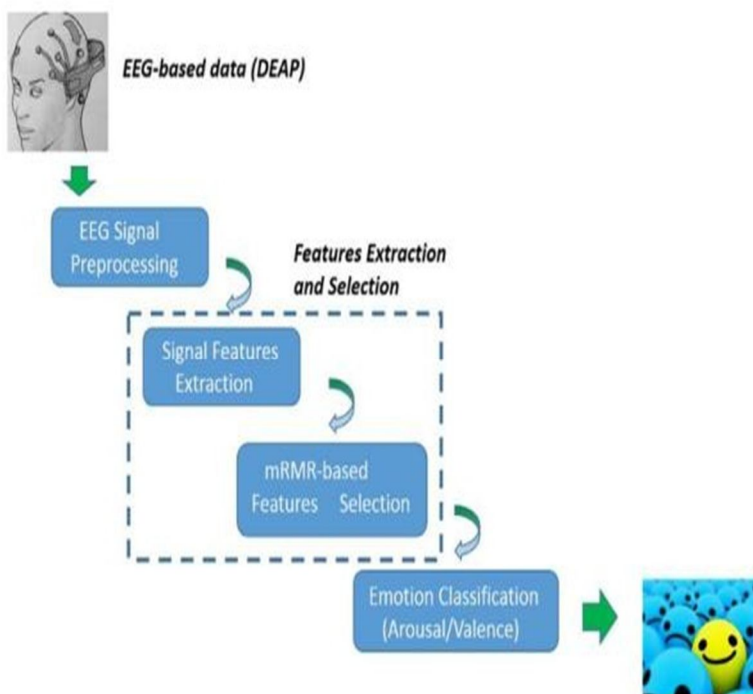 EEG-based data (DEAP)
EEG Signal
Preprocessing
Features Extraction
and Selection
Signal Features
Extraction
mRMR-based
Features Selection
Emotion Classification
(Arousal/Valence)